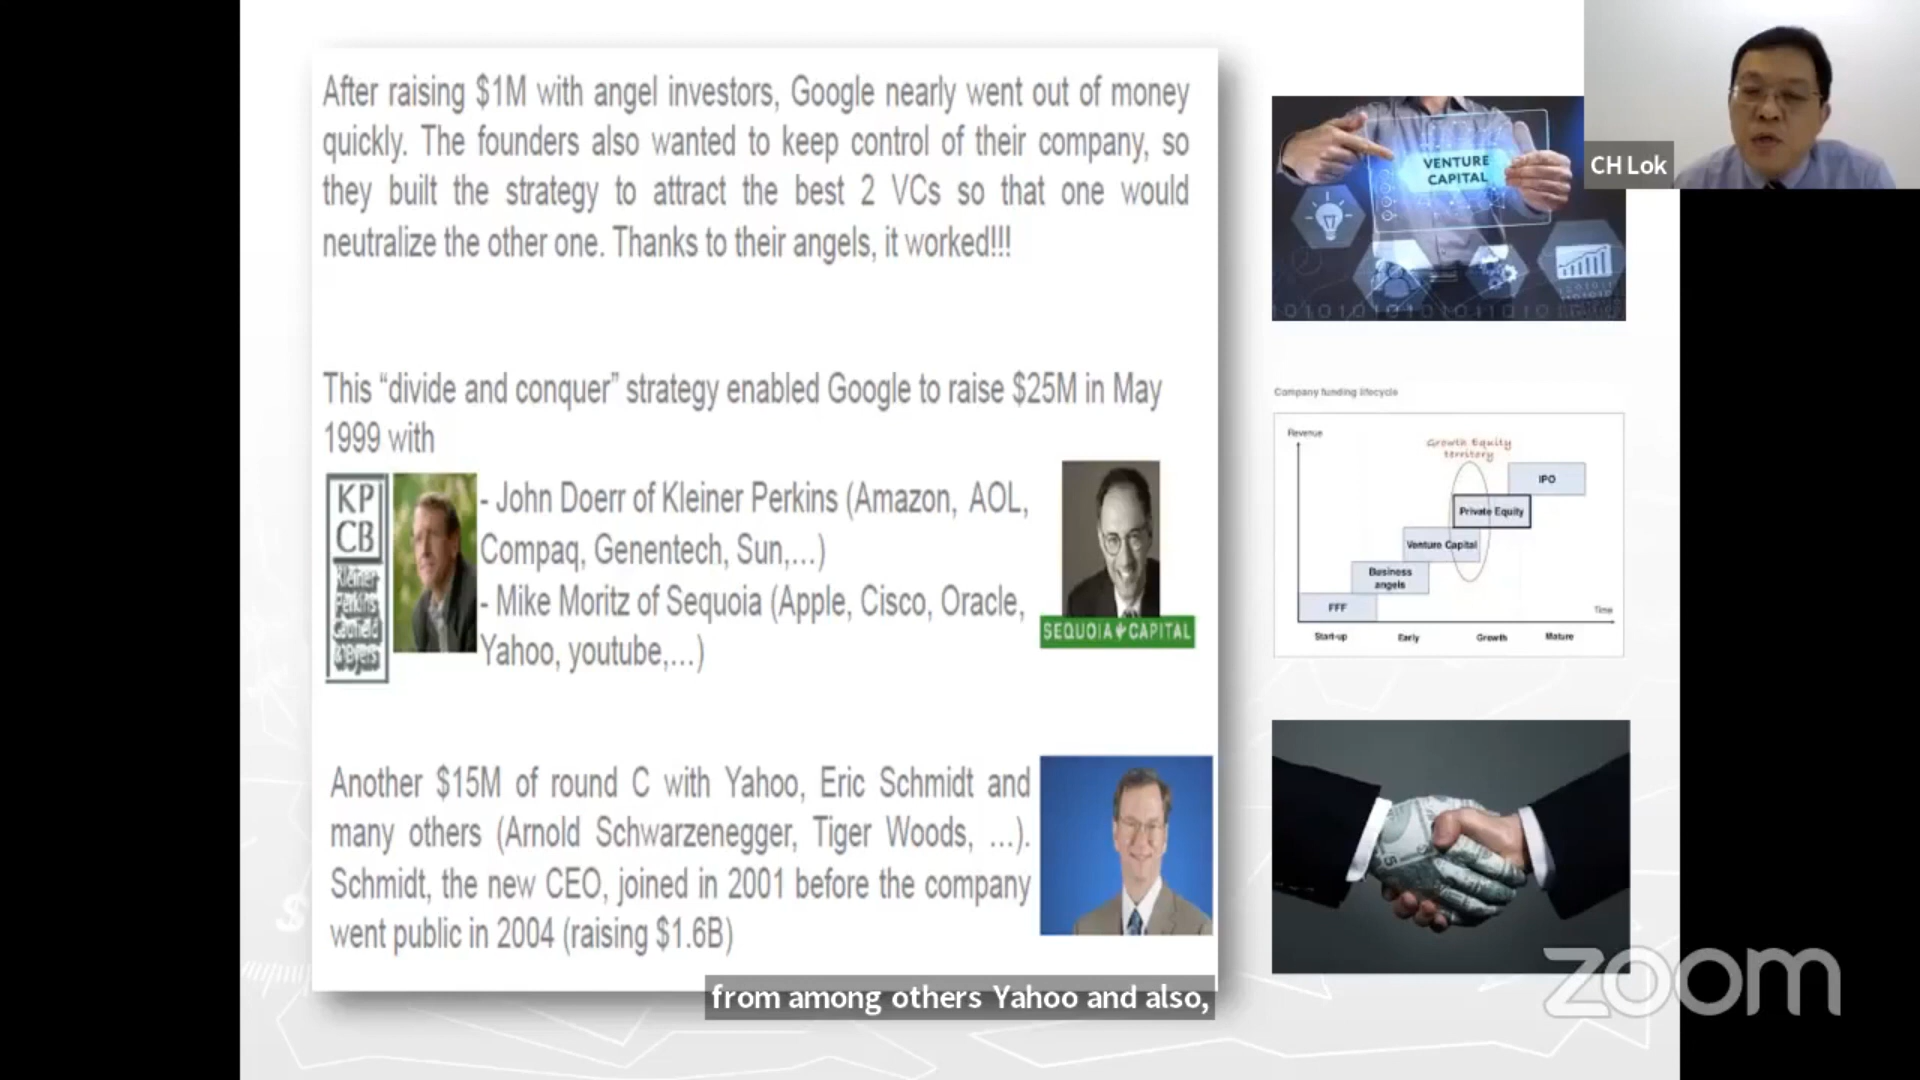 After raising $1M with angel investors, Google nearly went out of money
quickly. The founders also wanted to keep control of their company, so
they built the strategy to attract the best 2 VCs so that one would
neutralize the other one. Thanks to their angels, it worked!!!
This “divide and conquer” strategy enabled Google to raise $25M in May
1999 with
KP
CB
Kleiner
Perkins
Caufield
&Byers
- John Doerr of Kleiner Perkins (Amazon, AOL,
Compaq, Genentech, Sun,...)
- Mike Moritz of Sequoia (Apple, Cisco, Oracle,
Yahoo, youtube,...)
SEQUOIA CAPITAL
Another $15M of round C with Yahoo, Eric Schmidt and
many others (Arnold Schwarzenegger, Tiger Woods, ...).
Schmidt, the new CEO, joined in 2001 before the company
went public in 2004 (raising $1.6B)
VENTURE
CAPITAL
CH Lok
Company funding lifecycle
Revenue
Growth Equity
territory
IPO
Private Equity
Venture Capital
Business
angels
FFF
Time
Start-up Early Growth Mature
from among others Yahoo and also,
zoom